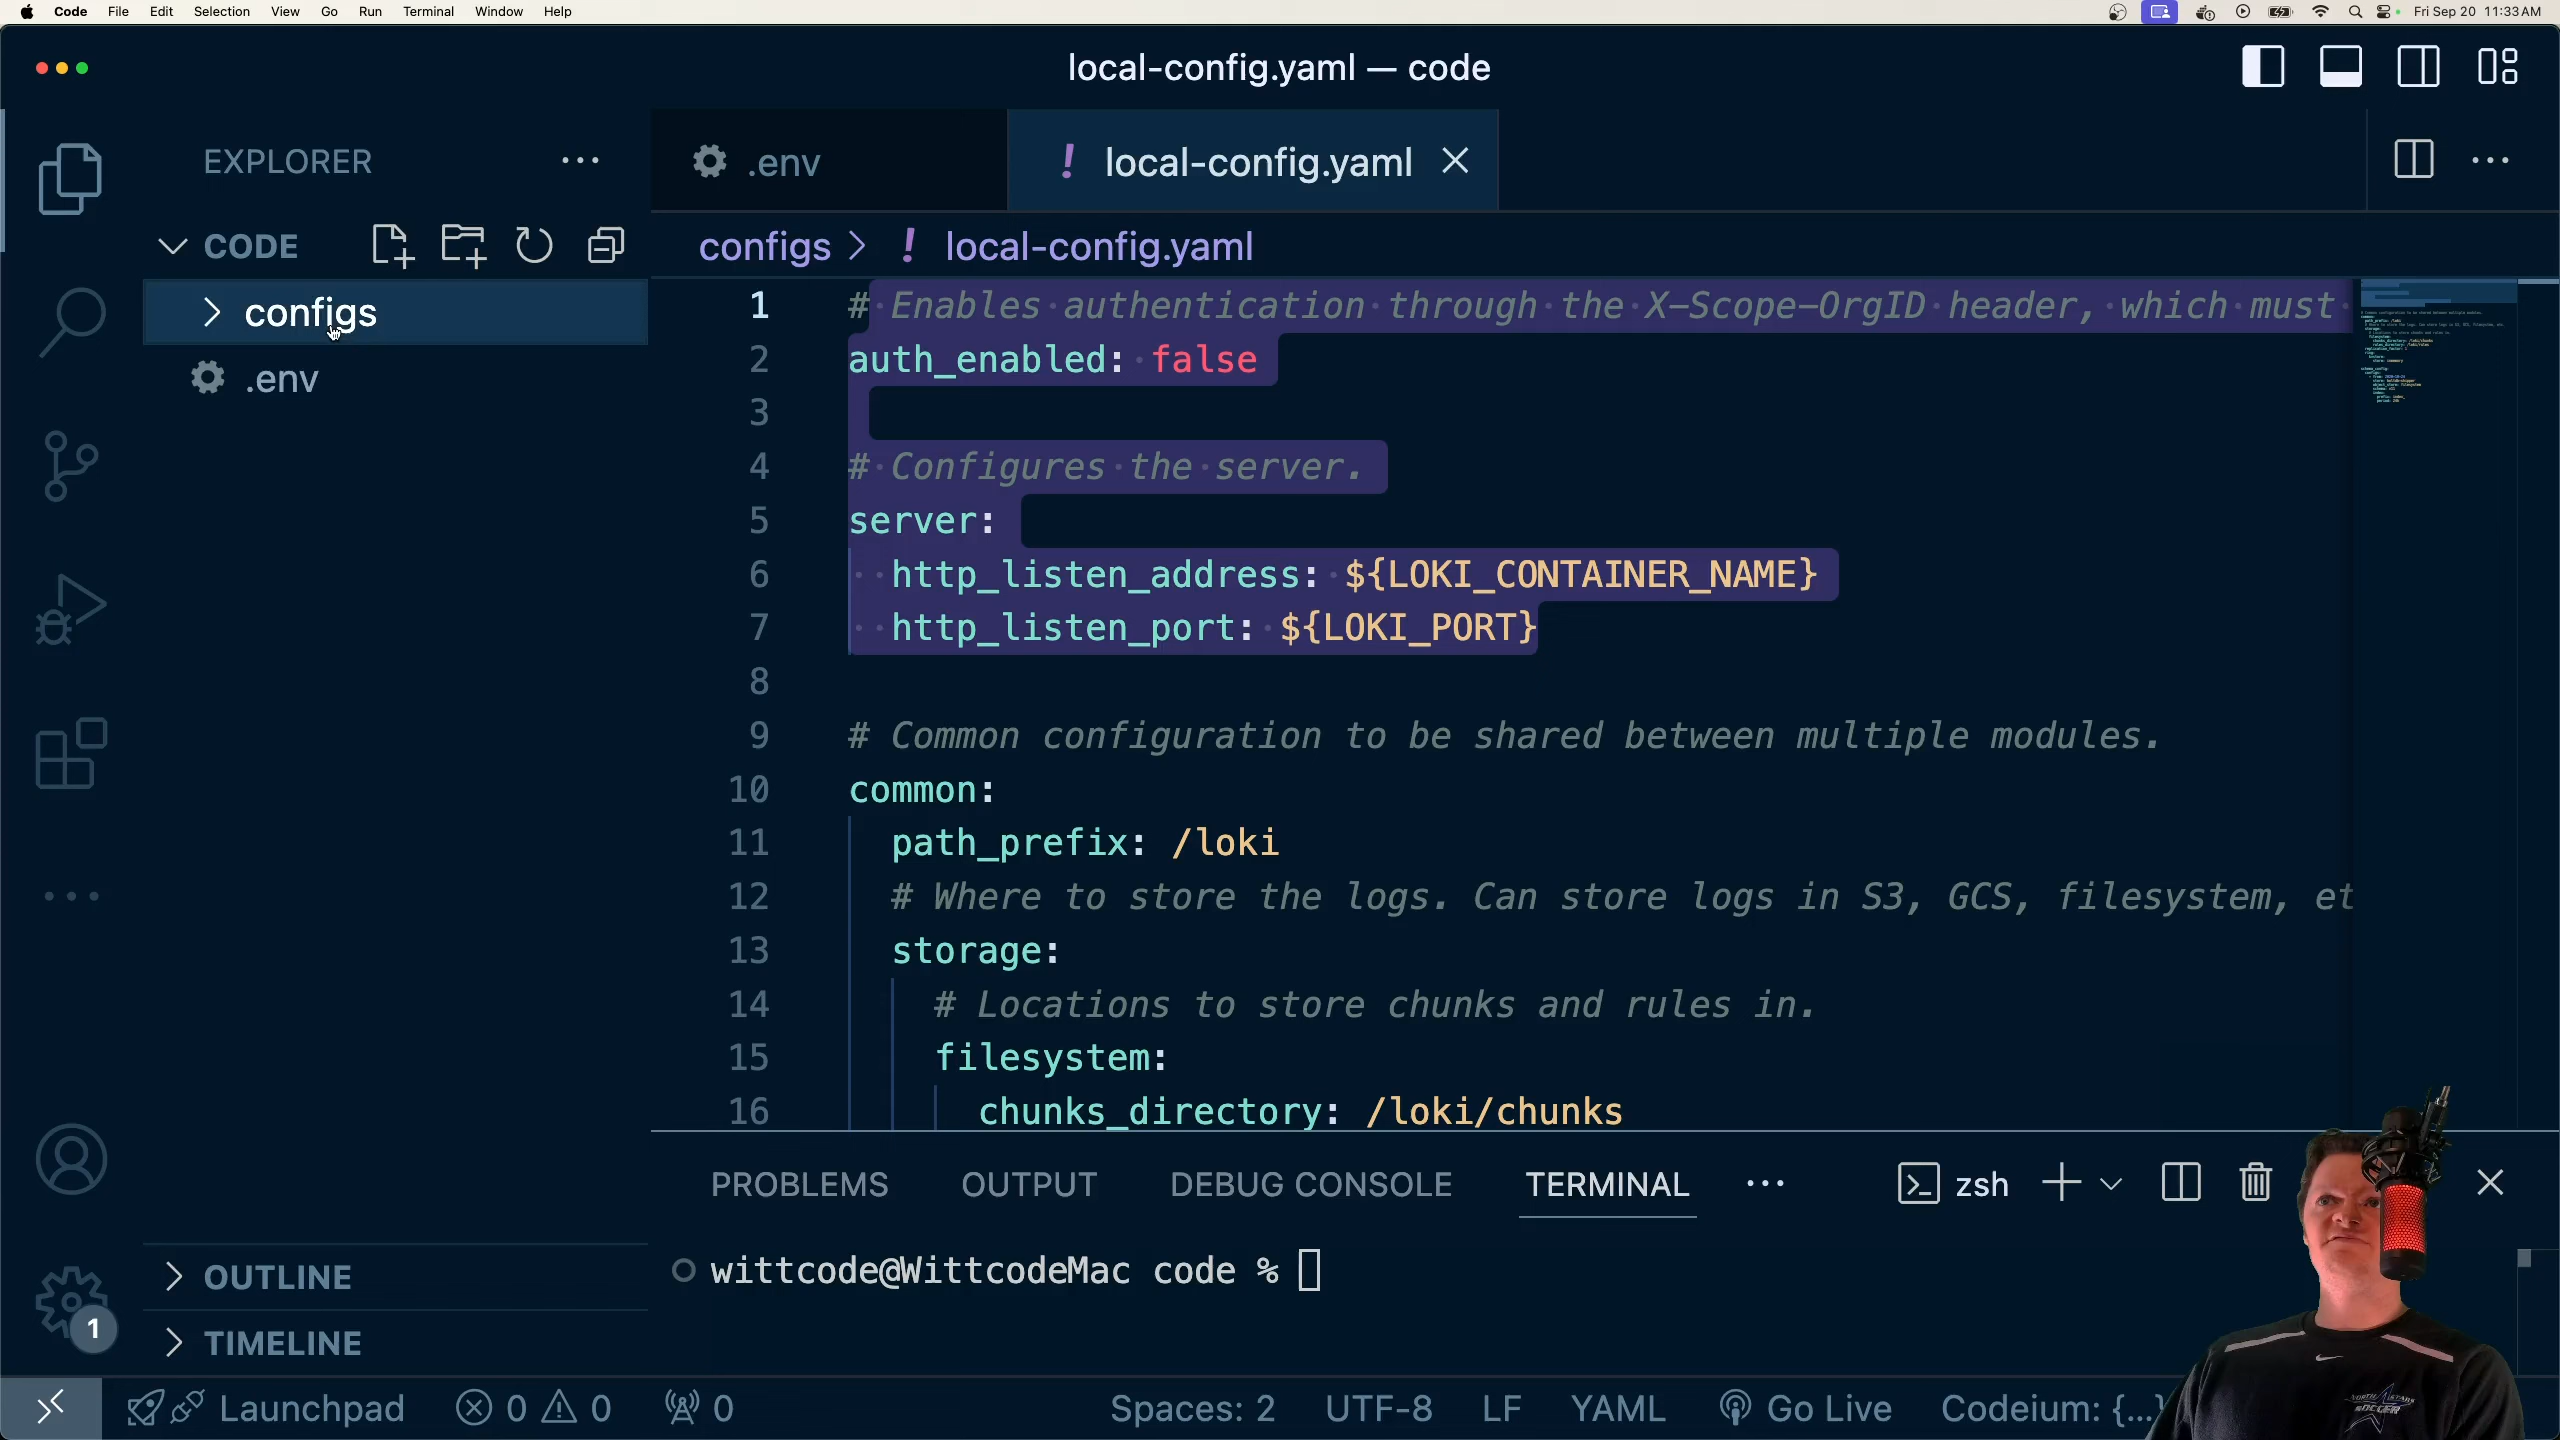 Code File Edit Selection View Go Run Terminal Window Help
Fri Sep 20 11:33 AM
local-config.yaml — code
EXPLORER
.env
! local-config.yaml
CODE
configs > ! local-config.yaml
configs
.env
1 # Enables authentication through the X-Scope-OrgID header, which must
2 auth_enabled: false
3
4 # Configures the server.
5 server:
6 http_listen_address: ${LOKI_CONTAINER_NAME}
7 http_listen_port: ${LOKI_PORT}
8
9 # Common configuration to be shared between multiple modules.
10 common:
11 path_prefix: /loki
12 # Where to store the logs. Can store logs in S3, GCS, filesystem, et
13 storage:
14 # Locations to store chunks and rules in.
15 filesystem:
16 chunks_directory: /loki/chunks
PROBLEMS OUTPUT DEBUG CONSOLE TERMINAL
zsh
wittcode@WittcodeMac code %
OUTLINE
TIMELINE
1
Launchpad 0 0 0
Spaces: 2 UTF-8 LF YAML Go Live Codeium: {...}